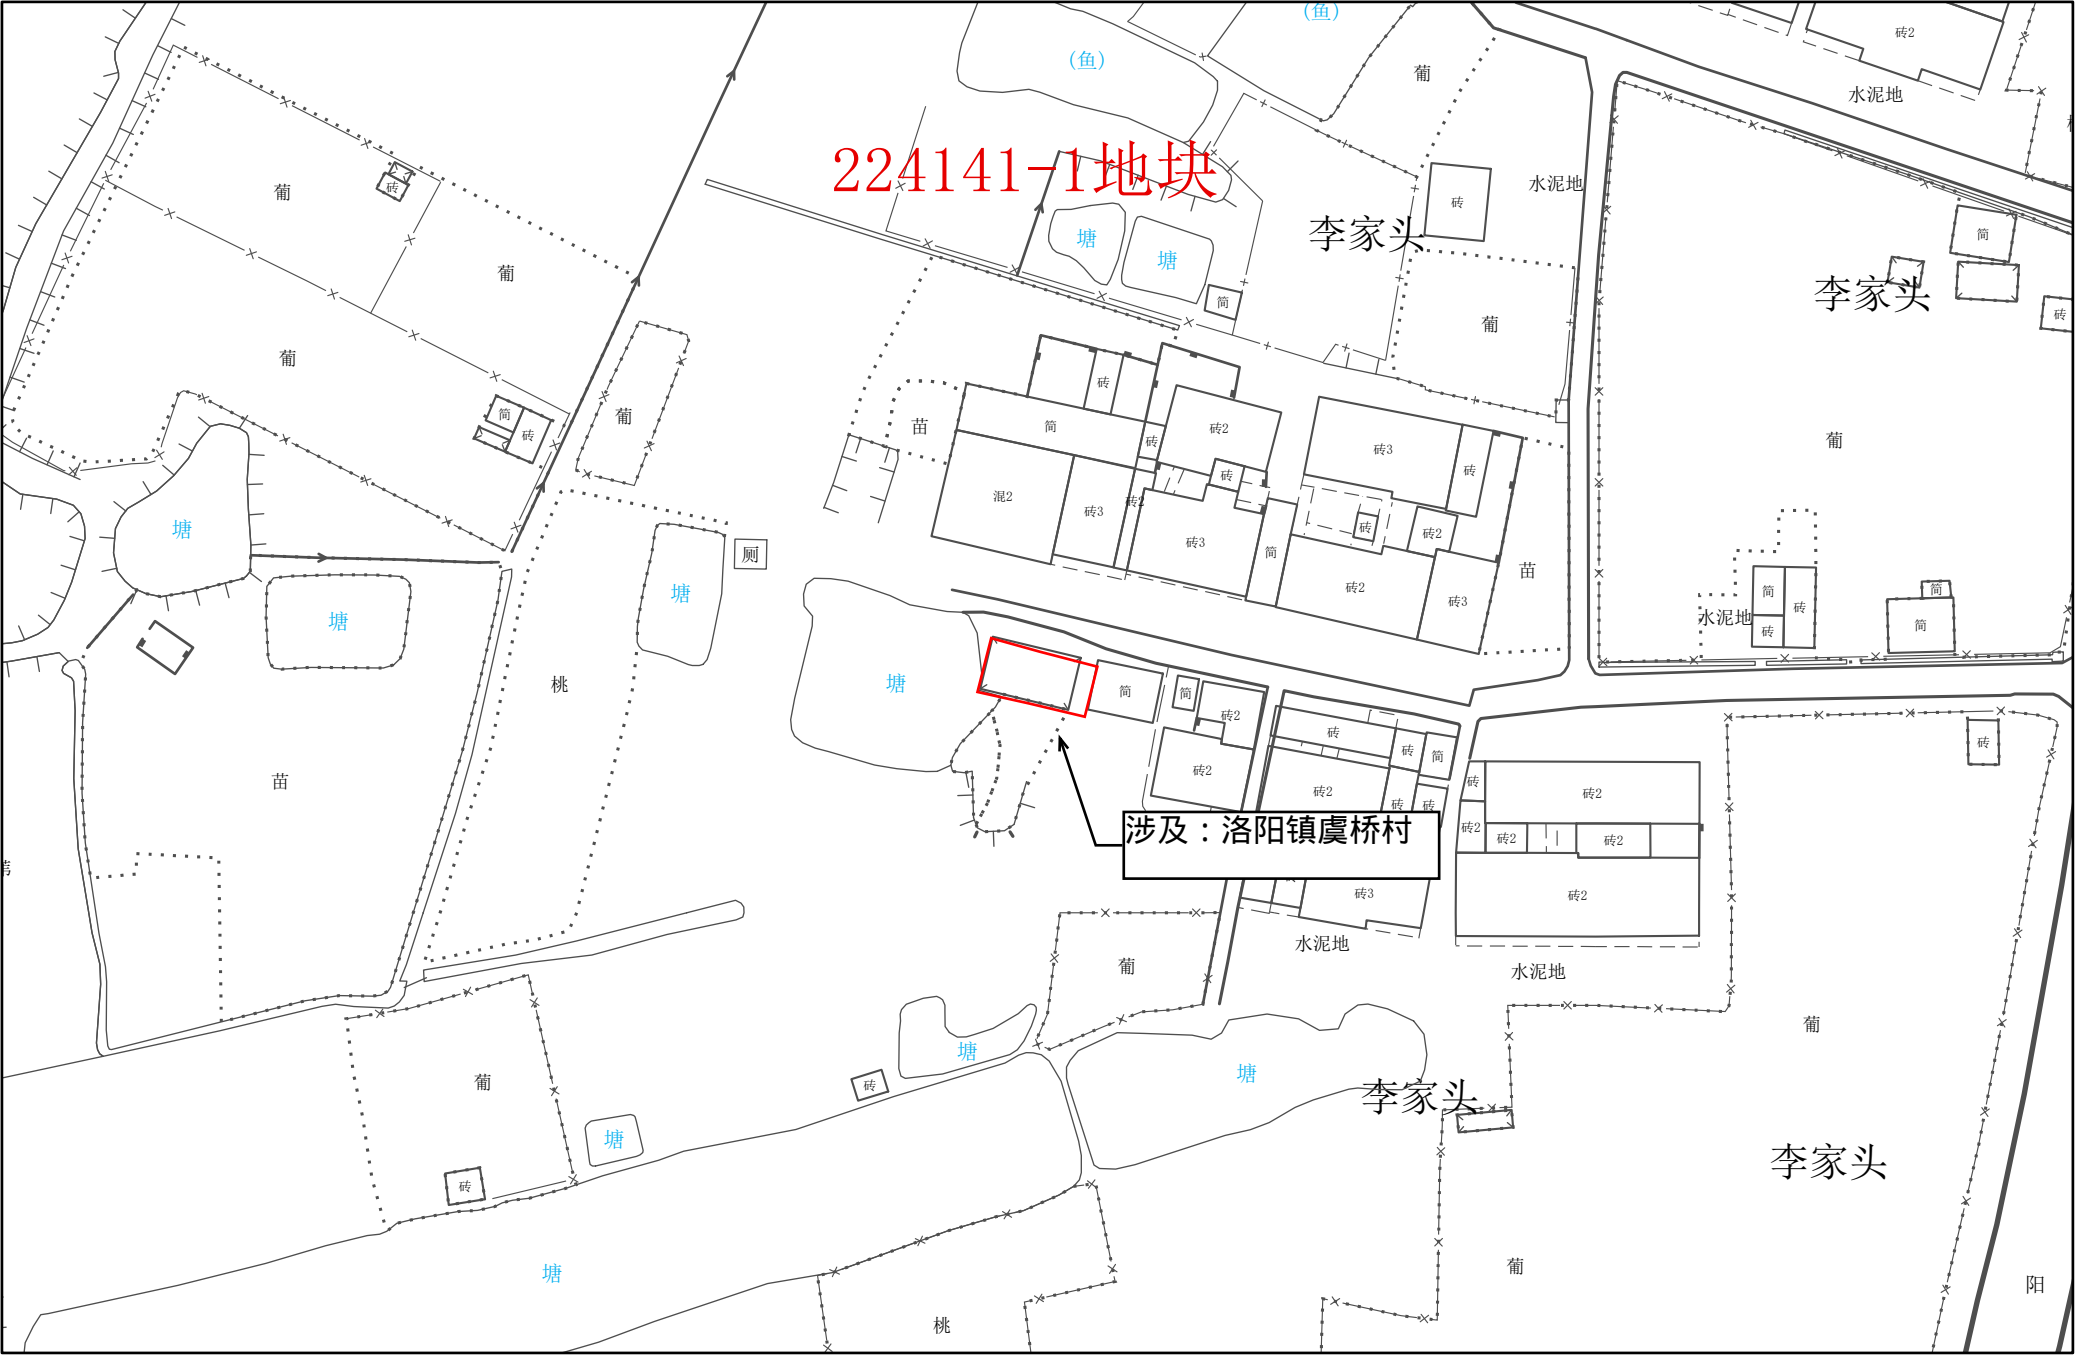 (鱼)
(鱼)
砖2
葡
水泥地
224141-1地块
葡
砖
砖
水泥地
李家头
简
塘
塘
葡
李家头
简
砖
葡
葡
砖
简
葡
苗
简
砖
砖2
砖
砖3
砖
葡
简
砖
混2
砖3
砖2
砖
砖
砖2
塘
砖3
简
厕
苗
塘
砖2
砖3
简
砖
砖
水泥地
简
简
塘
桃
塘
简
简
砖2
砖
砖
简
砖
苗
砖2
砖2
砖
砖
砖
砖2
涉及：洛阳镇虞桥村
砖2
砖2
砖2
砖3
砖2
水泥地
水泥地
葡
葡
塘
塘
葡
砖
李家头
塘
李家头
砖
塘
葡
阳
桃